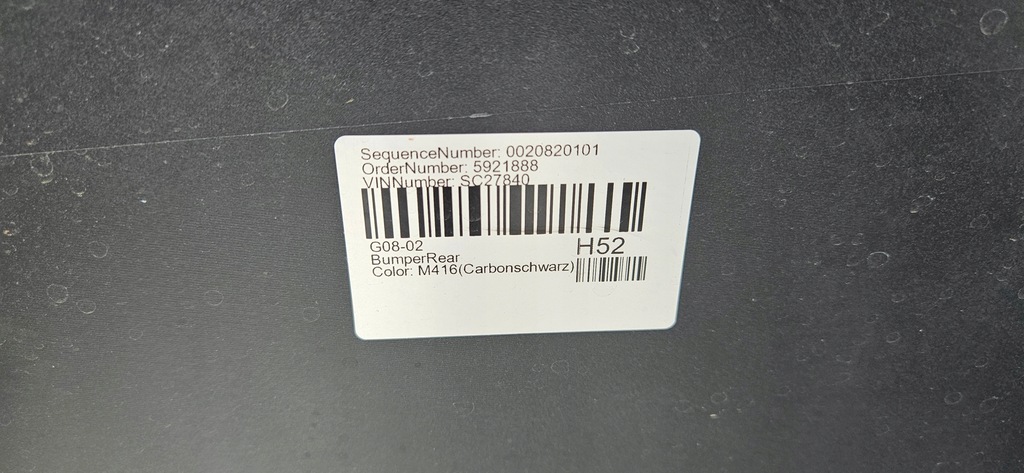 SequenceNumber: 0020820101
OrderNumber: 5921888
VINNumber: SC27840
G08-02
H52
BumperRear
Color: M416(Carbonschwarz)